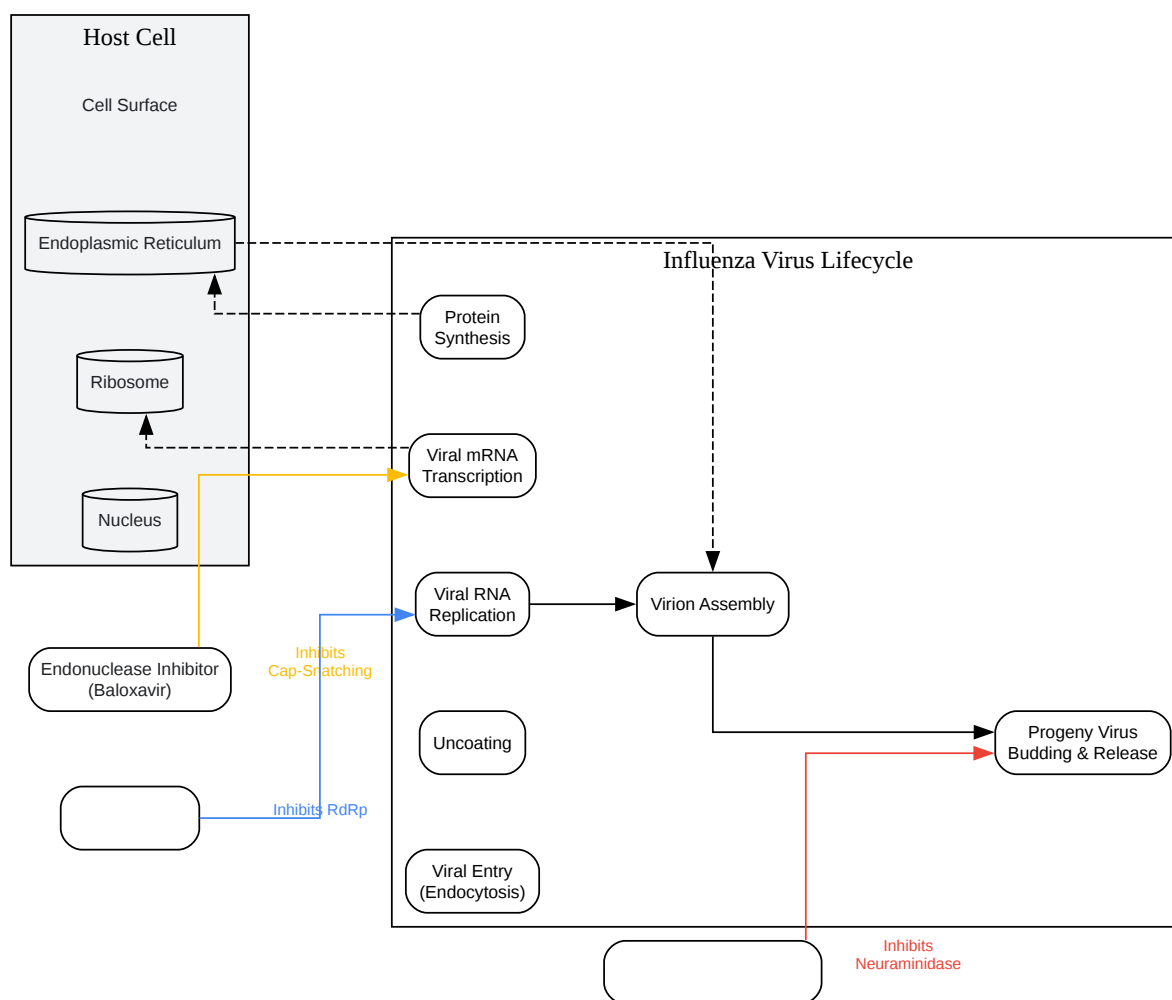 Host Cell
Cell Surface
Endoplasmic Reticulum
Influenza Virus Lifecycle
Protein
Synthesis
Ribosome
Viral mRNA
Transcription
Nucleus
Viral RNA
Replication
Virion Assembly
Inhibits
Cap-Snatching
Endonuclease Inhibitor
(Baloxavir)
Uncoating
Progeny Virus
Budding & Release
Inhibits RdRp
Viral Entry
(Endocytosis)
Inhibits
Neuraminidase